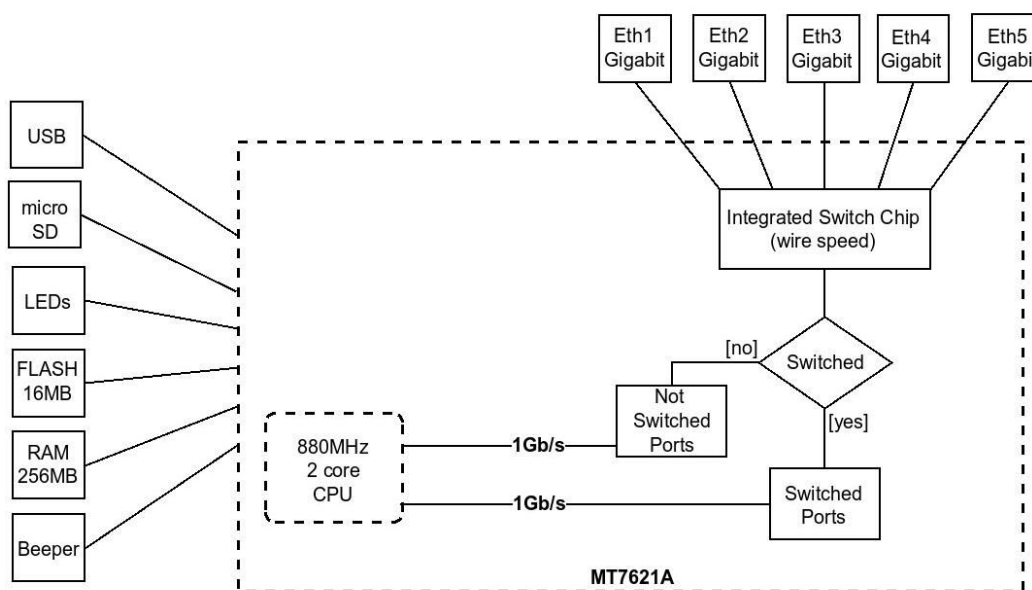 Eth1
Gigabit
Eth2
Gigabit
Eth3
Gigabit
Eth4
Gigabit
Eth5
Gigabit
USB
micro
SD
LEDs
FLASH
16MB
RAM
256MB
Beeper
Integrated Switch Chip
(wire speed)
[no]
Switched
[yes]
Not
Switched
Ports
880MHz
2 core
CPU
1Gb/s
1Gb/s
Switched
Ports
MT7621A